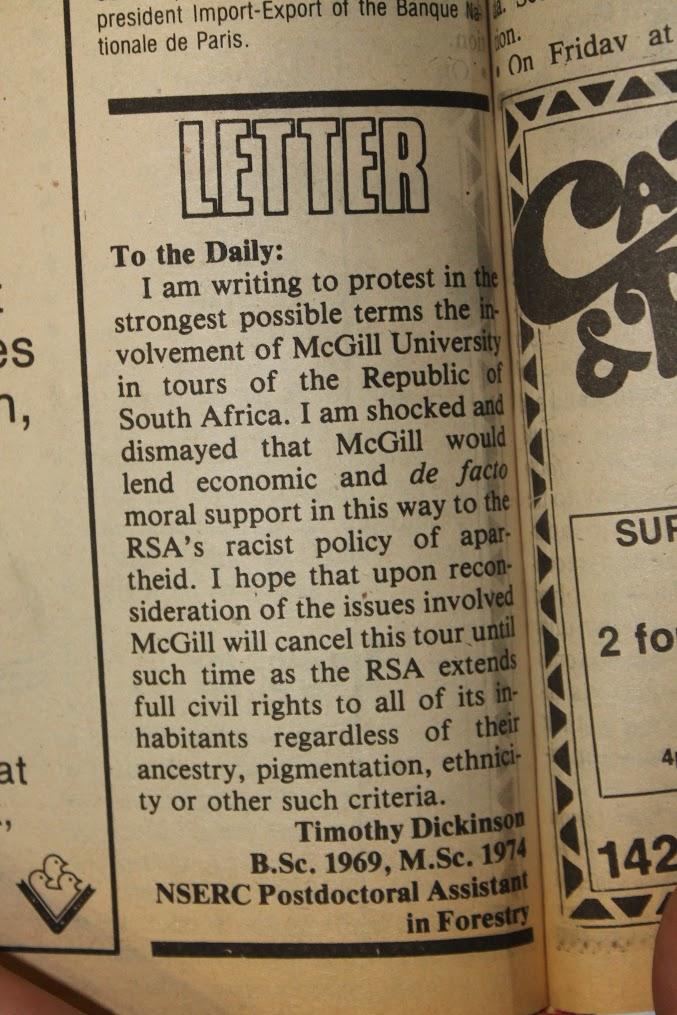 president Import-Export of the Banque Na-
tionale de Paris.
LETTER
To the Daily:
I am writing to protest in the
strongest possible terms the in-
volvement of McGill University
in tours of the Republic of
South Africa. I am shocked and
dismayed that McGill would
lend economic and de facto
moral support in this way to the
RSA's racist policy of apar-
theid. I hope that upon recon-
sideration of the issues involved
McGill will cancel this tour until
such time as the RSA extends
full civil rights to all of its in-
habitants regardless of their
ancestry, pigmentation, ethnici-
ty or other such criteria.
Timothy Dickinson
B.Sc. 1969, M.Sc. 1974
NSERC Postdoctoral Assistant
in Forestry
es
n,
at
On Friday at
CA
&
SUP
2 fo
142